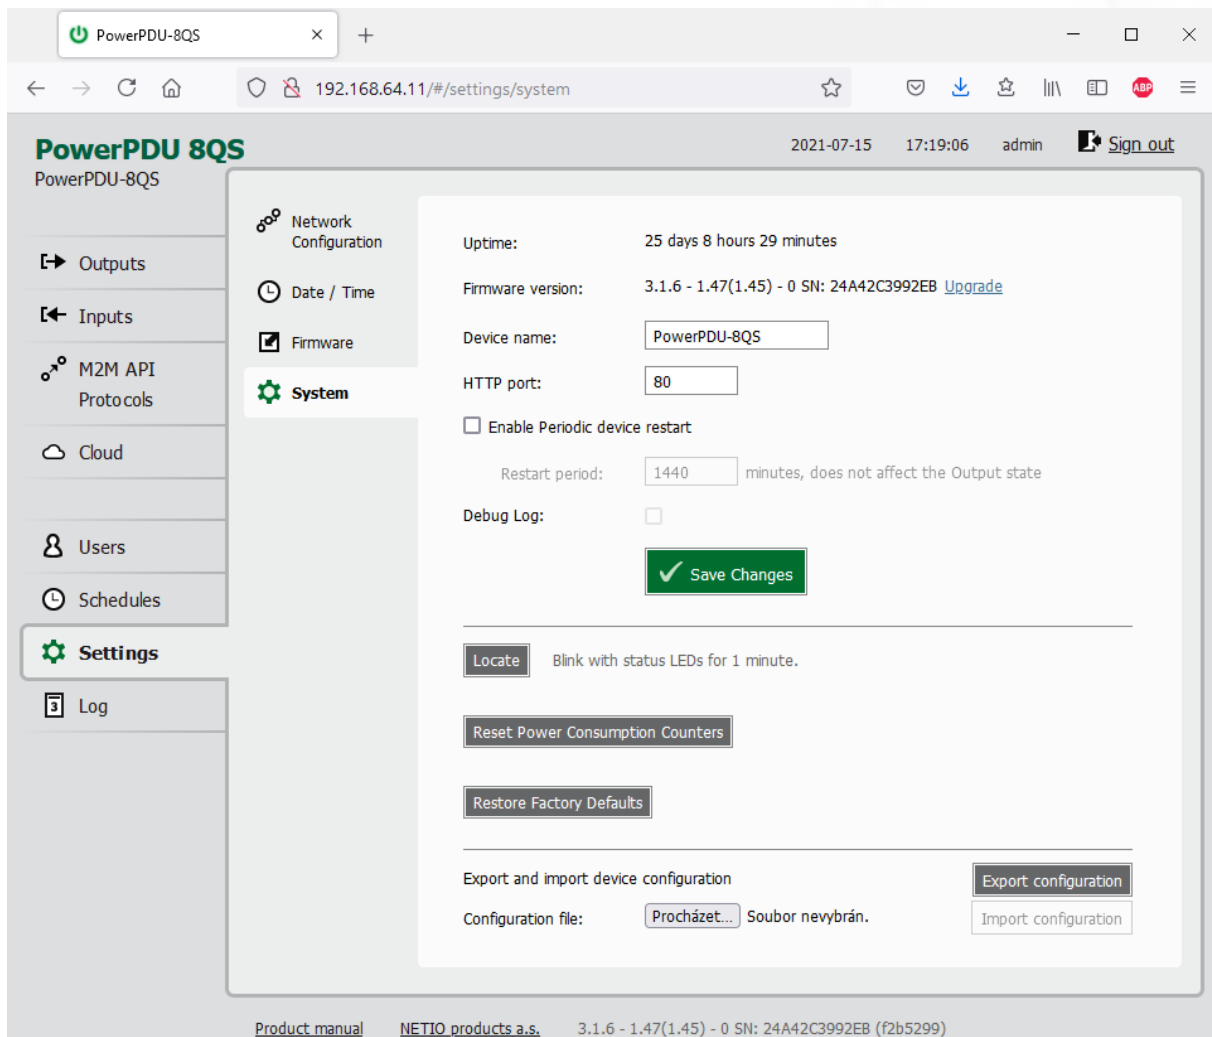 PowerPDU-8QS
192.168.64.11/#/settings/system
ABP
PowerPDU 8QS
2021-07-15 17:19:06 admin Sign out
PowerPDU-8QS
Outputs
Inputs
M2M API
Protocols
Cloud
Users
Schedules
Settings
3 Log
Network
Configuration
Date / Time
Firmware
System
Uptime: 25 days 8 hours 29 minutes
Firmware version: 3.1.6 - 1.47(1.45) - 0 SN: 24A42C3992EB Upgrade
Device name: PowerPDU-8QS
HTTP port: 80
Enable Periodic device restart
Restart period: 1440 minutes, does not affect the Output state
Debug Log:
Save Changes
Locate Blink with status LEDs for 1 minute.
Reset Power Consumption Counters
Restore Factory Defaults
Export and import device configuration Export configuration
Configuration file: Procházet... Soubor nevybrán. Import configuration
Product manual NETIO products a.s. 3.1.6 - 1.47(1.45) - 0 SN: 24A42C3992EB (f2b5299)